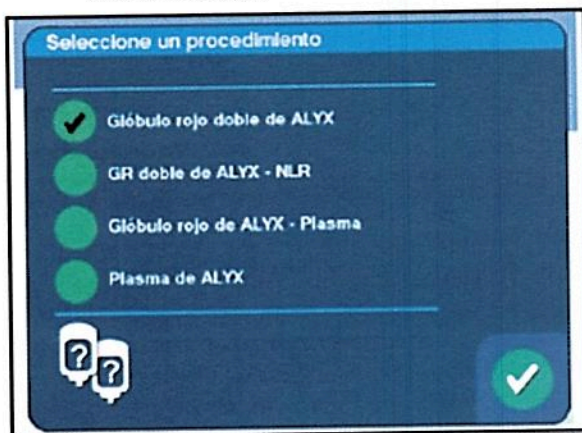 Seleccione un procedimiento
Glóbulo rojo doble de ALYX
GR doble de ALYX - NLR
Glóbulo rojo de ALYX - Plasma
Plasma de ALYX
? ?